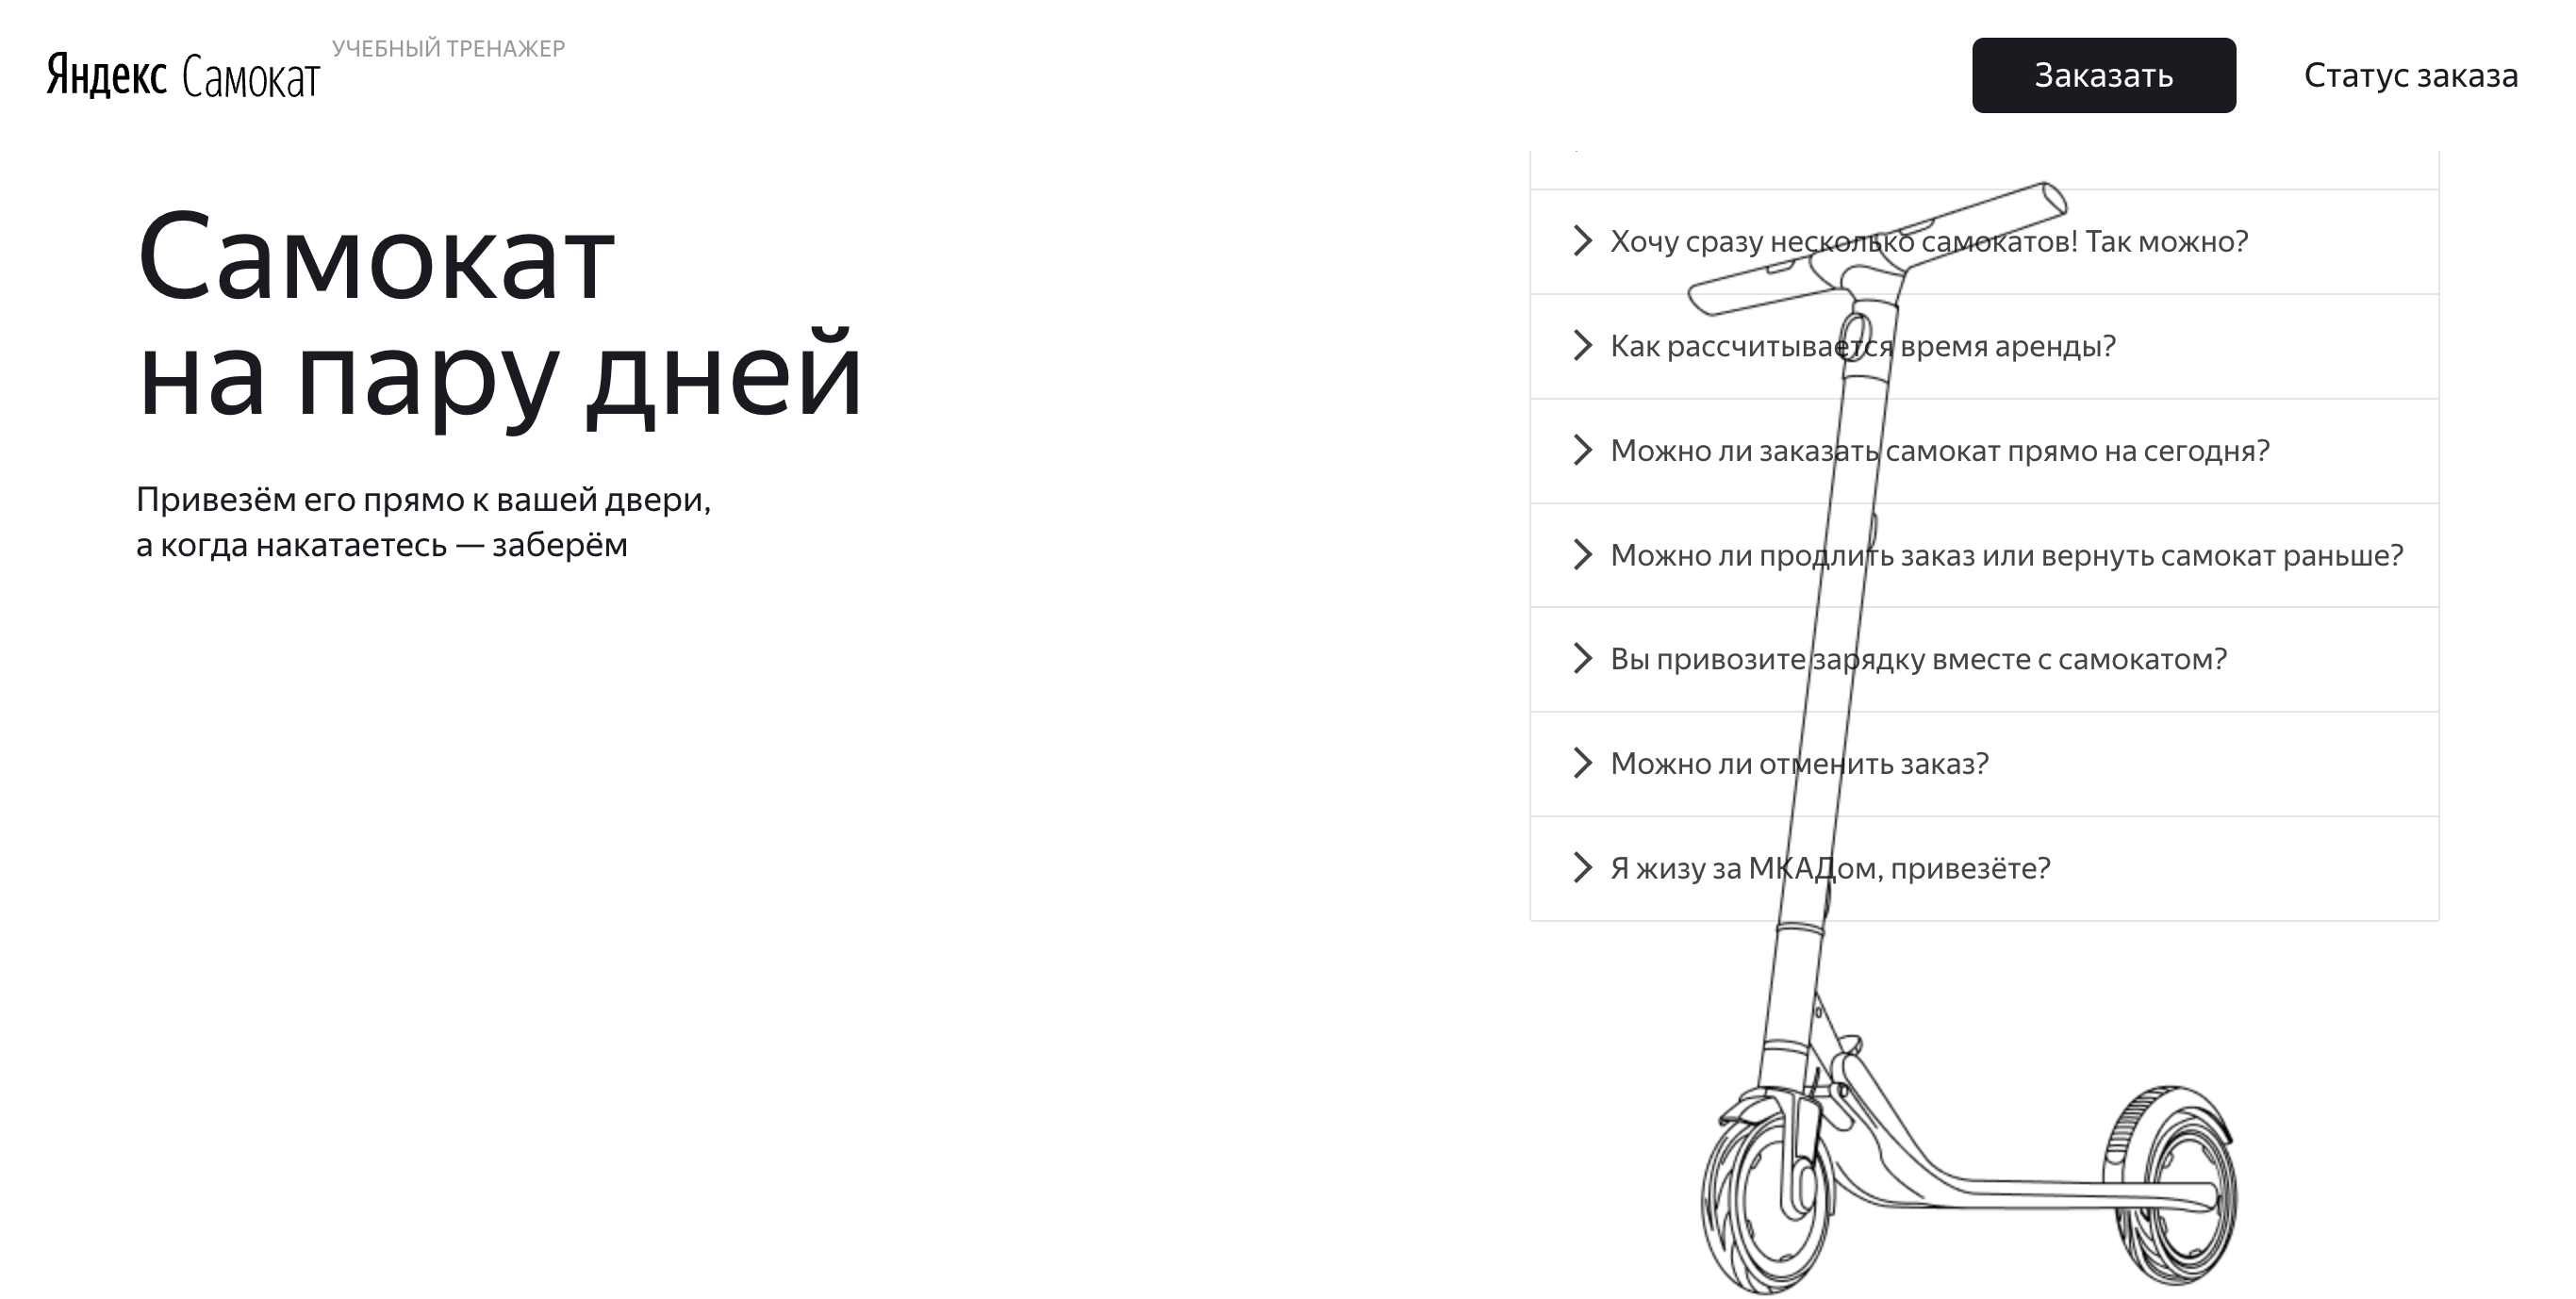 Яндекс Самокат
УЧЕБНЫЙ ТРЕНАЖЕР
Заказать
Статус заказа
Самокат
на пару дней
Привезём его прямо к вашей двери,
а когда накатаетесь — заберём
Хочу сразу несколько самокатов! Так можно?
Как рассчитывается время аренды?
Можно ли заказать самокат прямо на сегодня?
Можно ли продлить заказ или вернуть самокат раньше?
Вы привозите зарядку вместе с самокатом?
Можно ли отменить заказ?
Я жизу за МКАДом, привезёте?